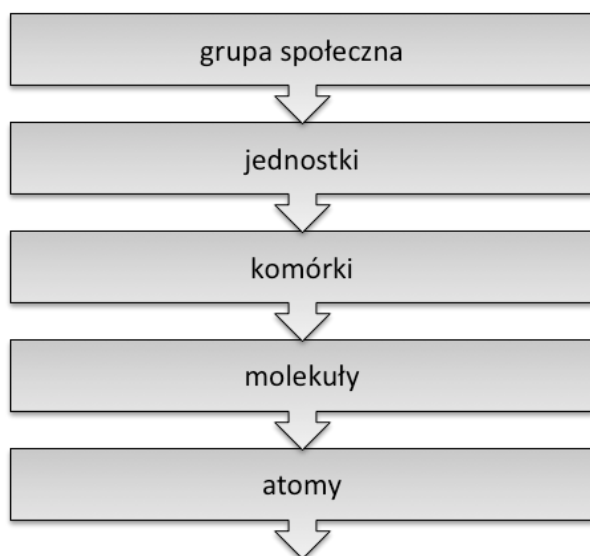 grupa społeczna
jednostki
komórki
molekuły
atomy